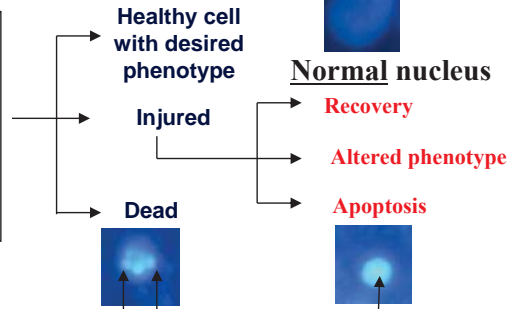 Healthy cell
with desired
phenotype
Normal nucleus
Injured
Recovery
Altered phenotype
Dead
Apoptosis